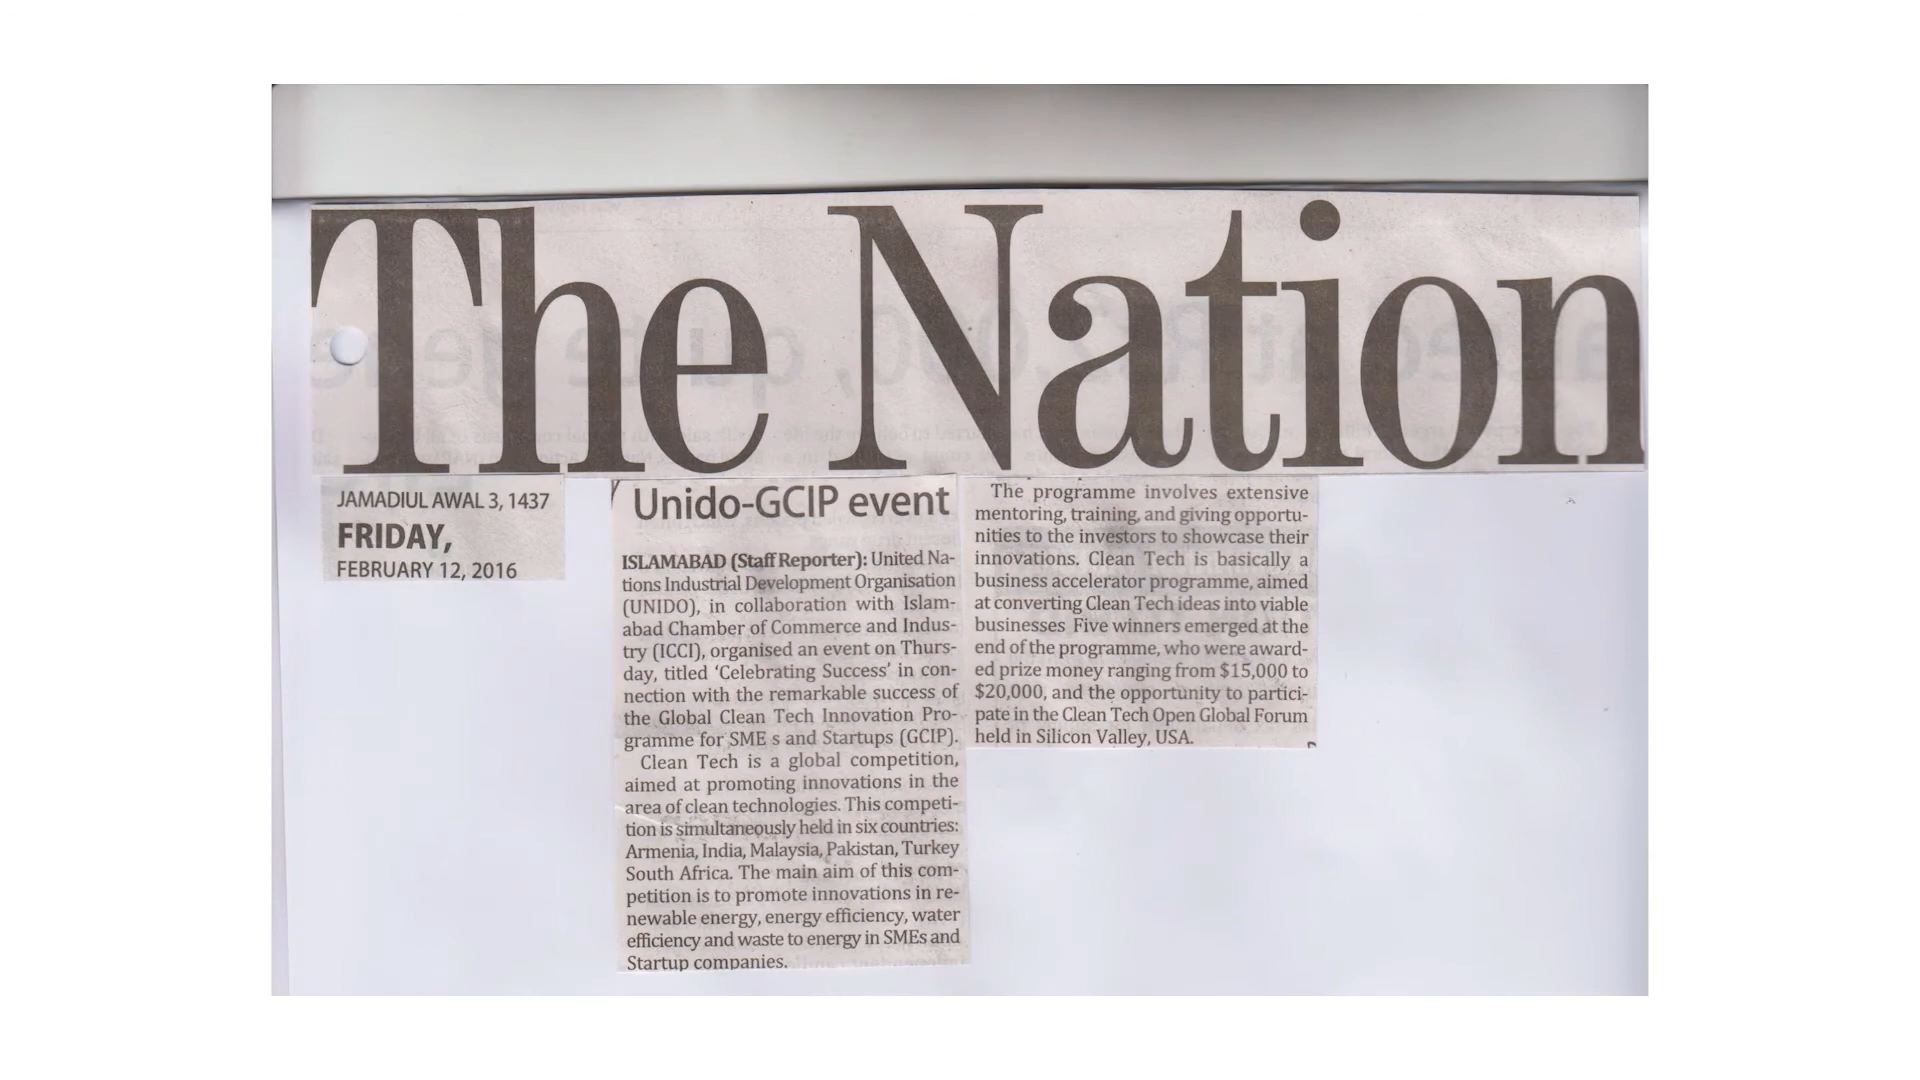 The Nation
JAMADIUL AWAL 3, 1437
FRIDAY,
FEBRUARY 12, 2016
Unido-GCIP event
ISLAMABAD (Staff Reporter): United Na-
tions Industrial Development Organisation
(UNIDO), in collaboration with Islam-
abad Chamber of Commerce and Indus-
try (ICCI), organised an event on Thurs-
day, titled ‘Celebrating Success’ in con-
nection with the remarkable success of
the Global Clean Tech Innovation Pro-
gramme for SME s and Startups (GCIP).
Clean Tech is a global competition,
aimed at promoting innovations in the
area of clean technologies. This competi-
tion is simultaneously held in six countries:
Armenia, India, Malaysia, Pakistan, Turkey
South Africa. The main aim of this com-
petition is to promote innovations in re-
newable energy, energy efficiency, water
efficiency and waste to energy in SMEs and
Startup companies.
The programme involves extensive
mentoring, training, and giving opportu-
nities to the investors to showcase their
innovations. Clean Tech is basically a
business accelerator programme, aimed
at converting Clean Tech ideas into viable
businesses Five winners emerged at the
end of the programme, who were award-
ed prize money ranging from $15,000 to
$20,000, and the opportunity to partici-
pate in the Clean Tech Open Global Forum
held in Silicon Valley, USA.